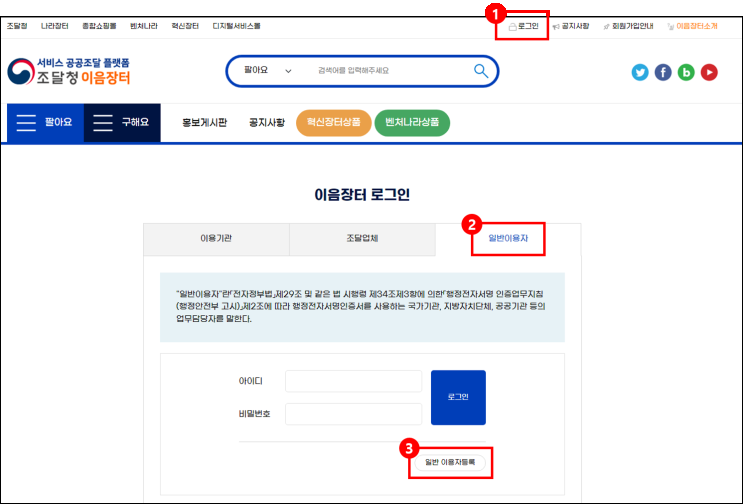 조달청 나라장터 종합쇼핑몰 벤처나라 혁신장터 디지털서비스몰
1
로그인 공지사항 회원가입안내 이음장터소개
서비스 공공조달 플랫폼
조달청 이음장터
팔아요 검색어를 입력해주세요
팔아요 구해요 홍보게시판 공지사항 혁신장터상품 벤처나라상품
이음장터 로그인
2
이용기관 조달업체 일반이용자
"일반이용자"란「전자정부법」제29조 및 같은 법 시행령 제34조제3항에 의한「행정전자서명 인증업무지침
(행정안전부 고시)」제2조에 따라 행정전자서명인증서를 사용하는 국가기관, 지방자치단체, 공공기관 등의
업무담당자를 말한다.
아이디
로그인
비밀번호
3
일반 이용자등록